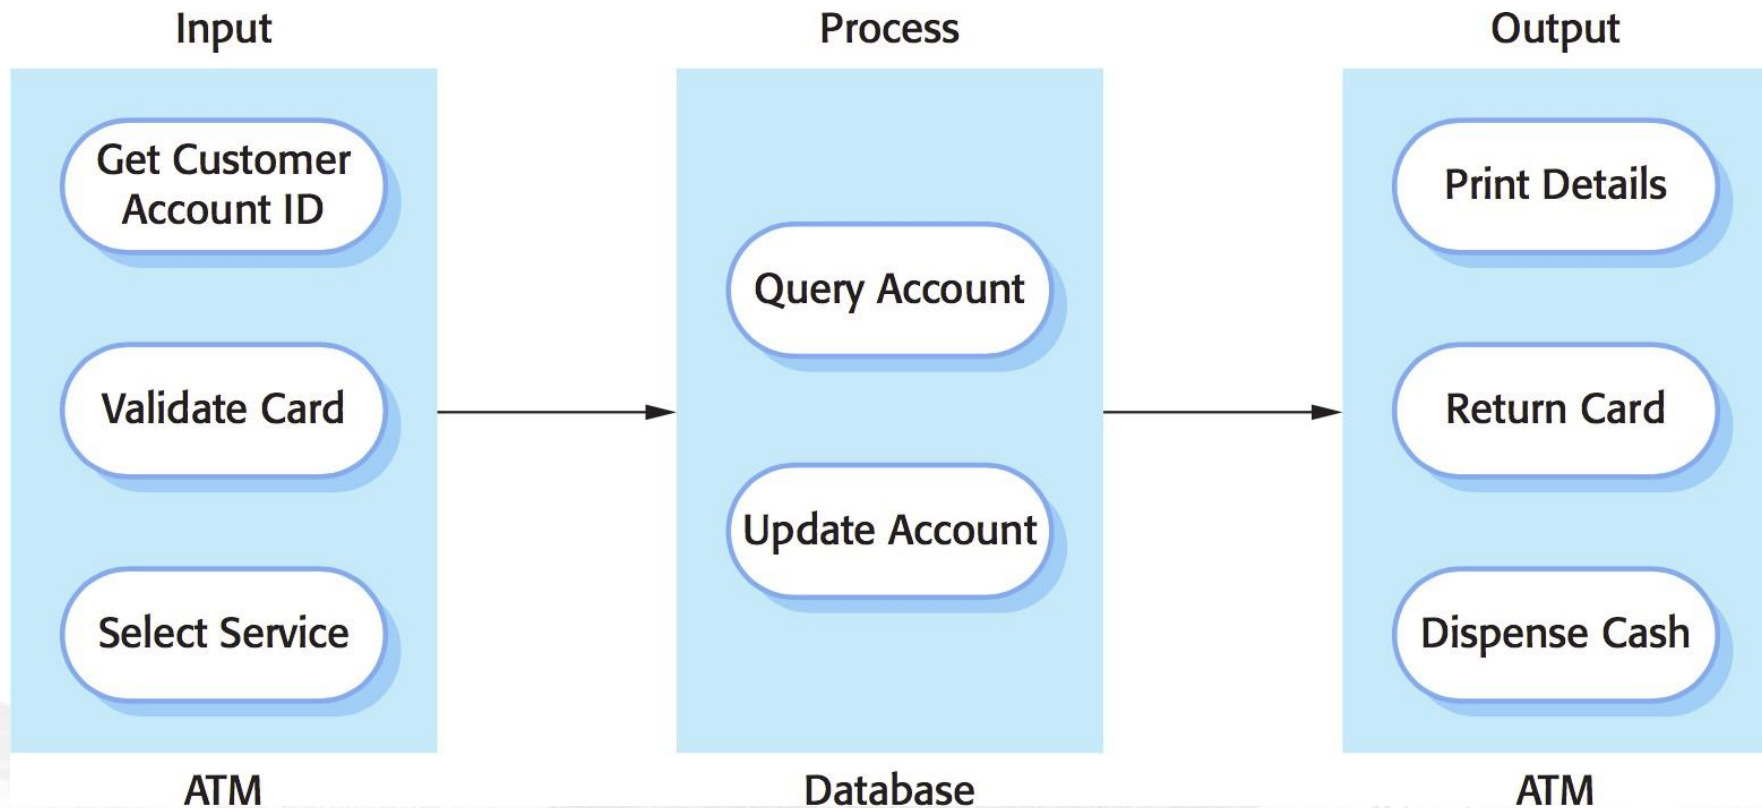 Input
Process
Output
Get Customer
Account ID
Validate Card
Select Service
Query Account
Update Account
Print Details
Return Card
Dispense Cash
ATM
Database
ATM